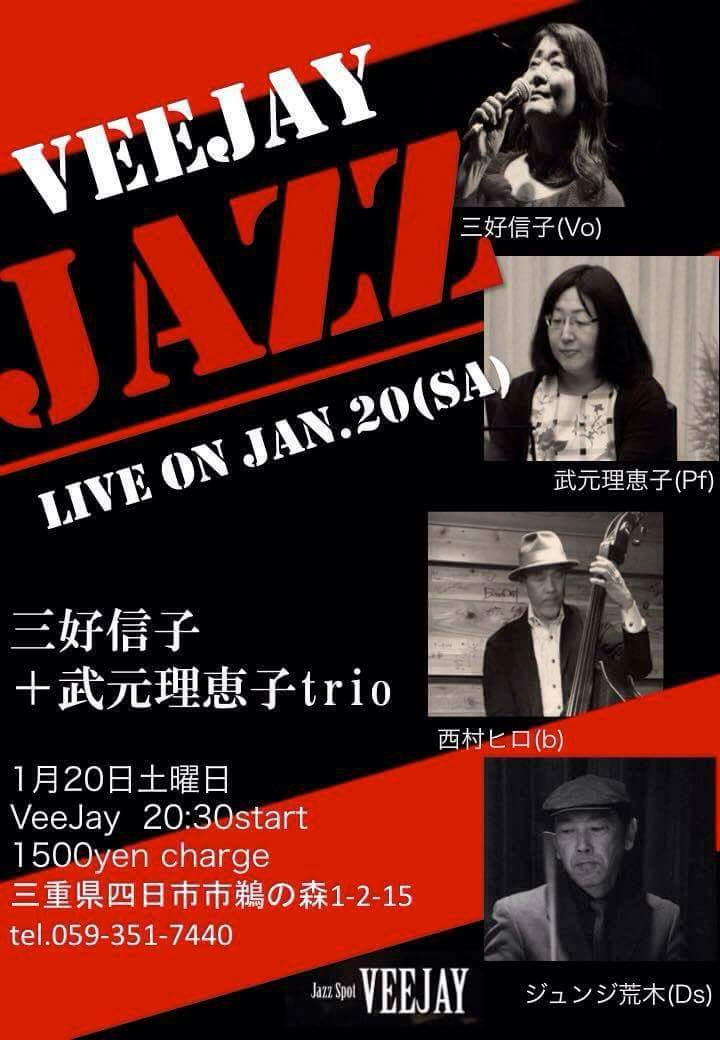 VEEJAY
JAZZ
LIVE ON JAN.20(SA)
三好信子(Vo)
武元理恵子(Pf)
西村ヒロ(b)
ジュンジ荒木(Ds)
三好信子
＋武元理恵子trio
1月20日土曜日
VeeJay 20:30start
1500yen charge
三重県四日市市鵜の森1-2-15
tel.059-351-7440
Jazz Spot VEEJAY